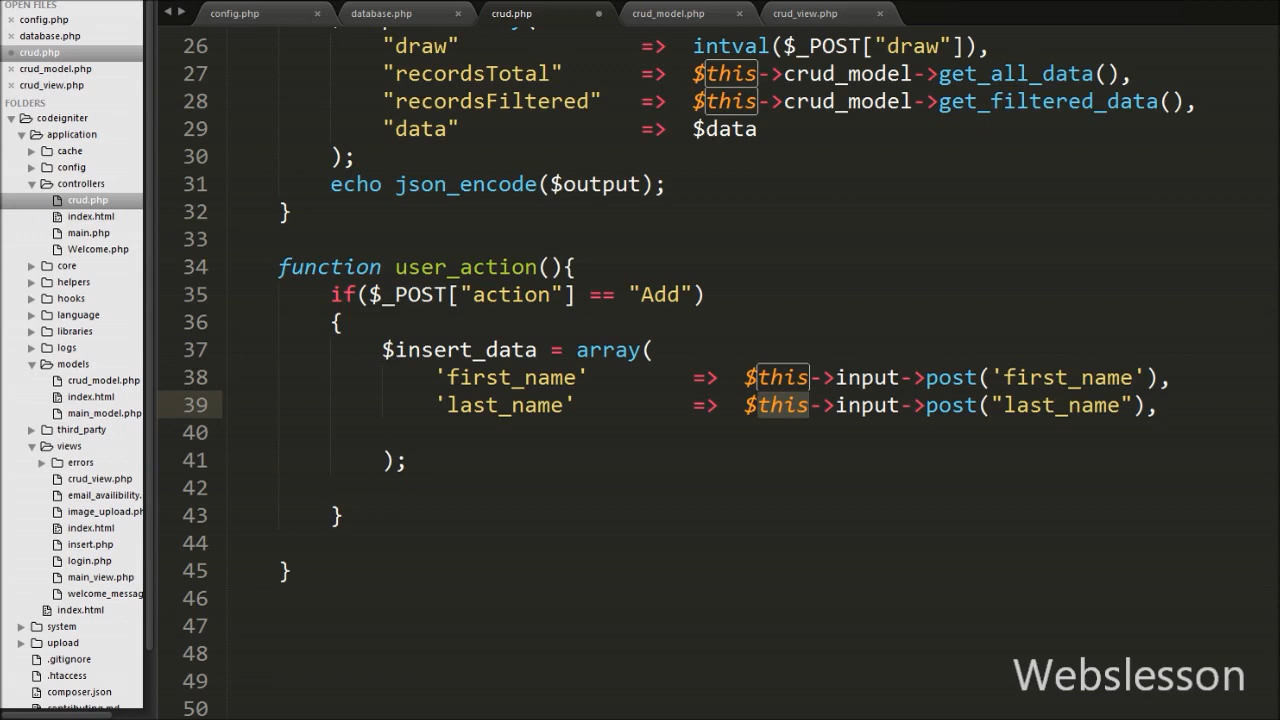 OPEN FILES
config.php
database.php
crud.php
crud_model.php
crud_view.php
FOLDERS
codeigniter
application
cache
config
controllers
crud.php
index.html
main.php
Welcome.php
core
helpers
hooks
language
libraries
logs
models
crud_model.php
index.html
main_model.php
third_party
views
errors
crud_view.php
email_availibility.
image_upload.ph
index.html
insert.php
login.php
main_view.php
welcome_messag
index.html
system
upload
.gitignore
.htaccess
composer.json
contributing.md
config.php
database.php
crud.php
crud_model.php
crud_view.php
26 "draw" => intval($_POST["draw"]),
27 "recordsTotal" => $this->crud_model->get_all_data(),
28 "recordsFiltered" => $this->crud_model->get_filtered_data(),
29 "data" => $data
30 );
31 echo json_encode($output);
32 }
33
34 function user_action(){
35 if($_POST["action"] == "Add")
36 {
37 $insert_data = array(
38 'first_name' => $this->input->post('first_name'),
39 'last_name' => $this->input->post("last_name"),
40
41 );
42
43 }
44
45 }
46
47
48
49
50
Webslesson